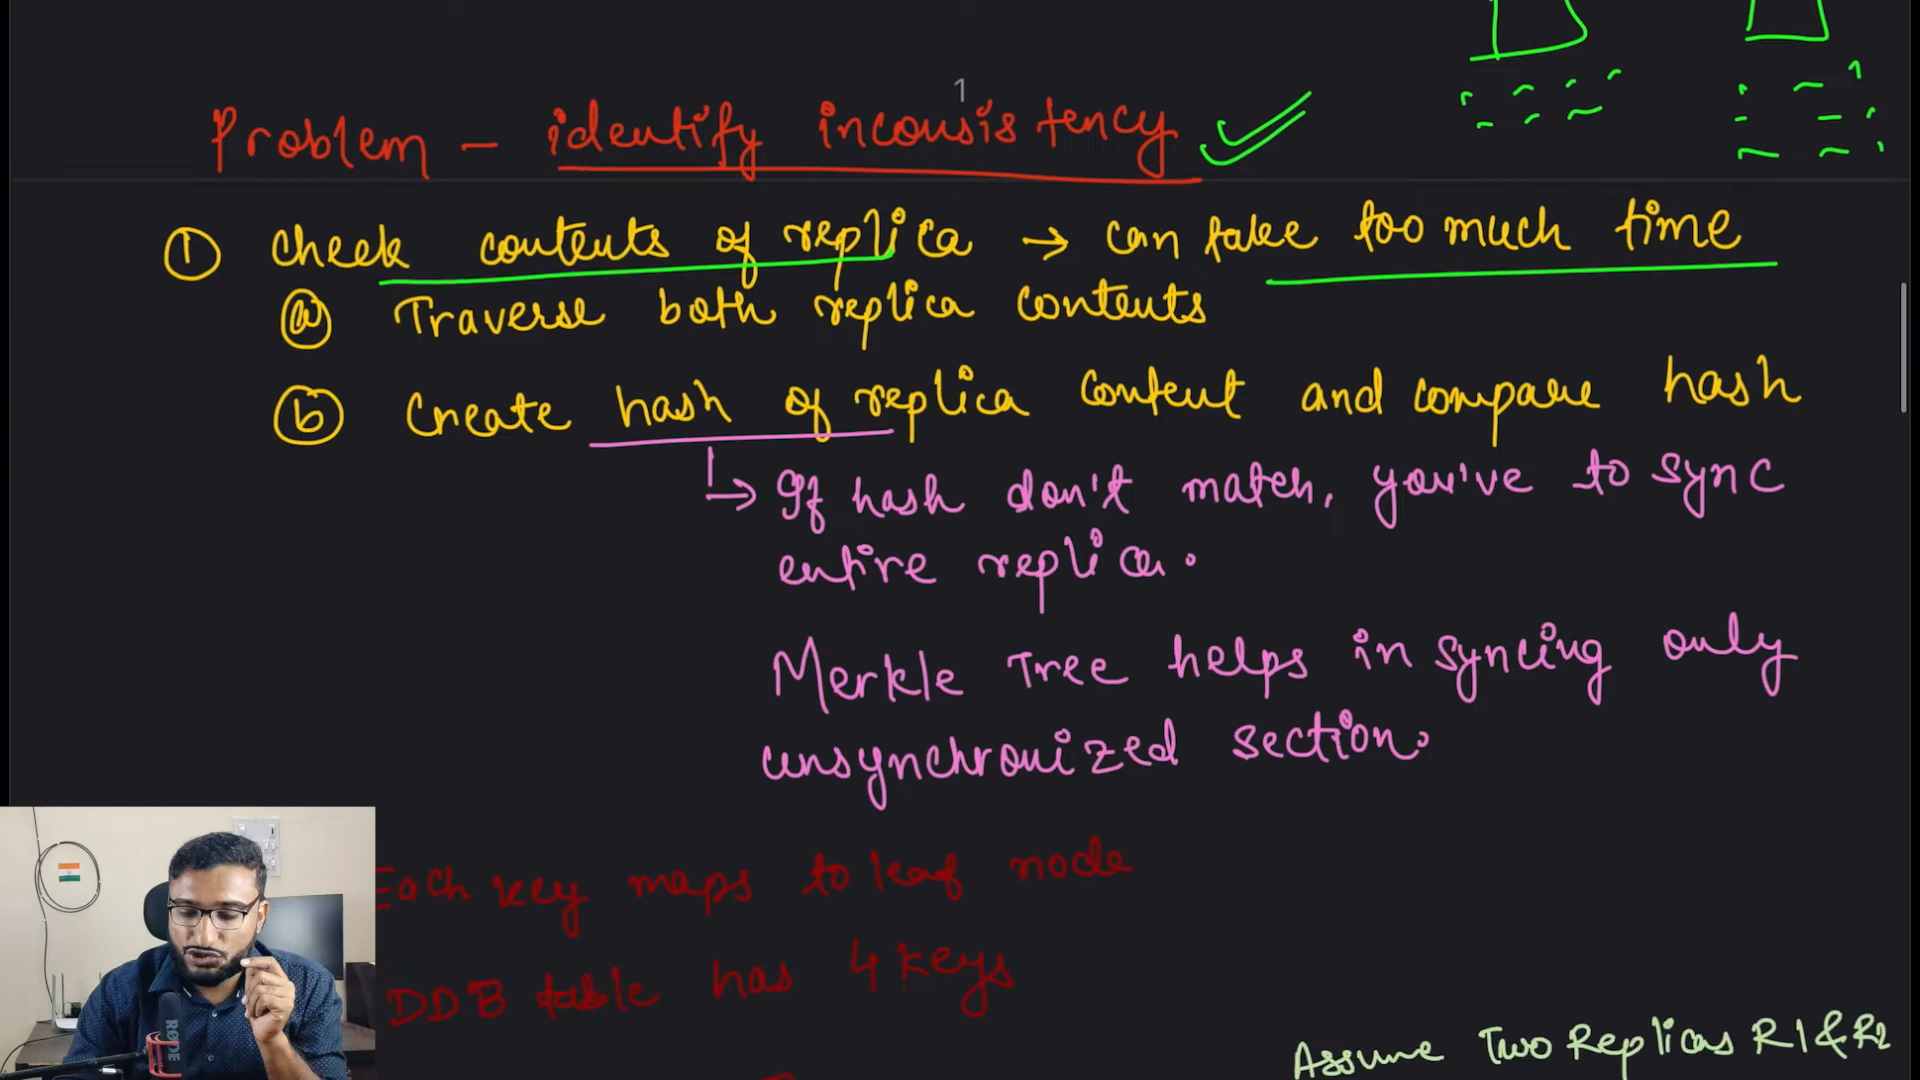 1
Problem - identify inconsistency
① Check contents of replica → can take too much time
ⓐ Traverse both replica contents
ⓑ Create hash of replica content and compare hash
↳ If hash don't match, you've to sync
entire replica.
Merkle Tree helps in syncing only
unsynchronized section.
Each key maps to leaf node
DDB table has 4 keys
Assume Two Replicas R1 & R2
RØDE